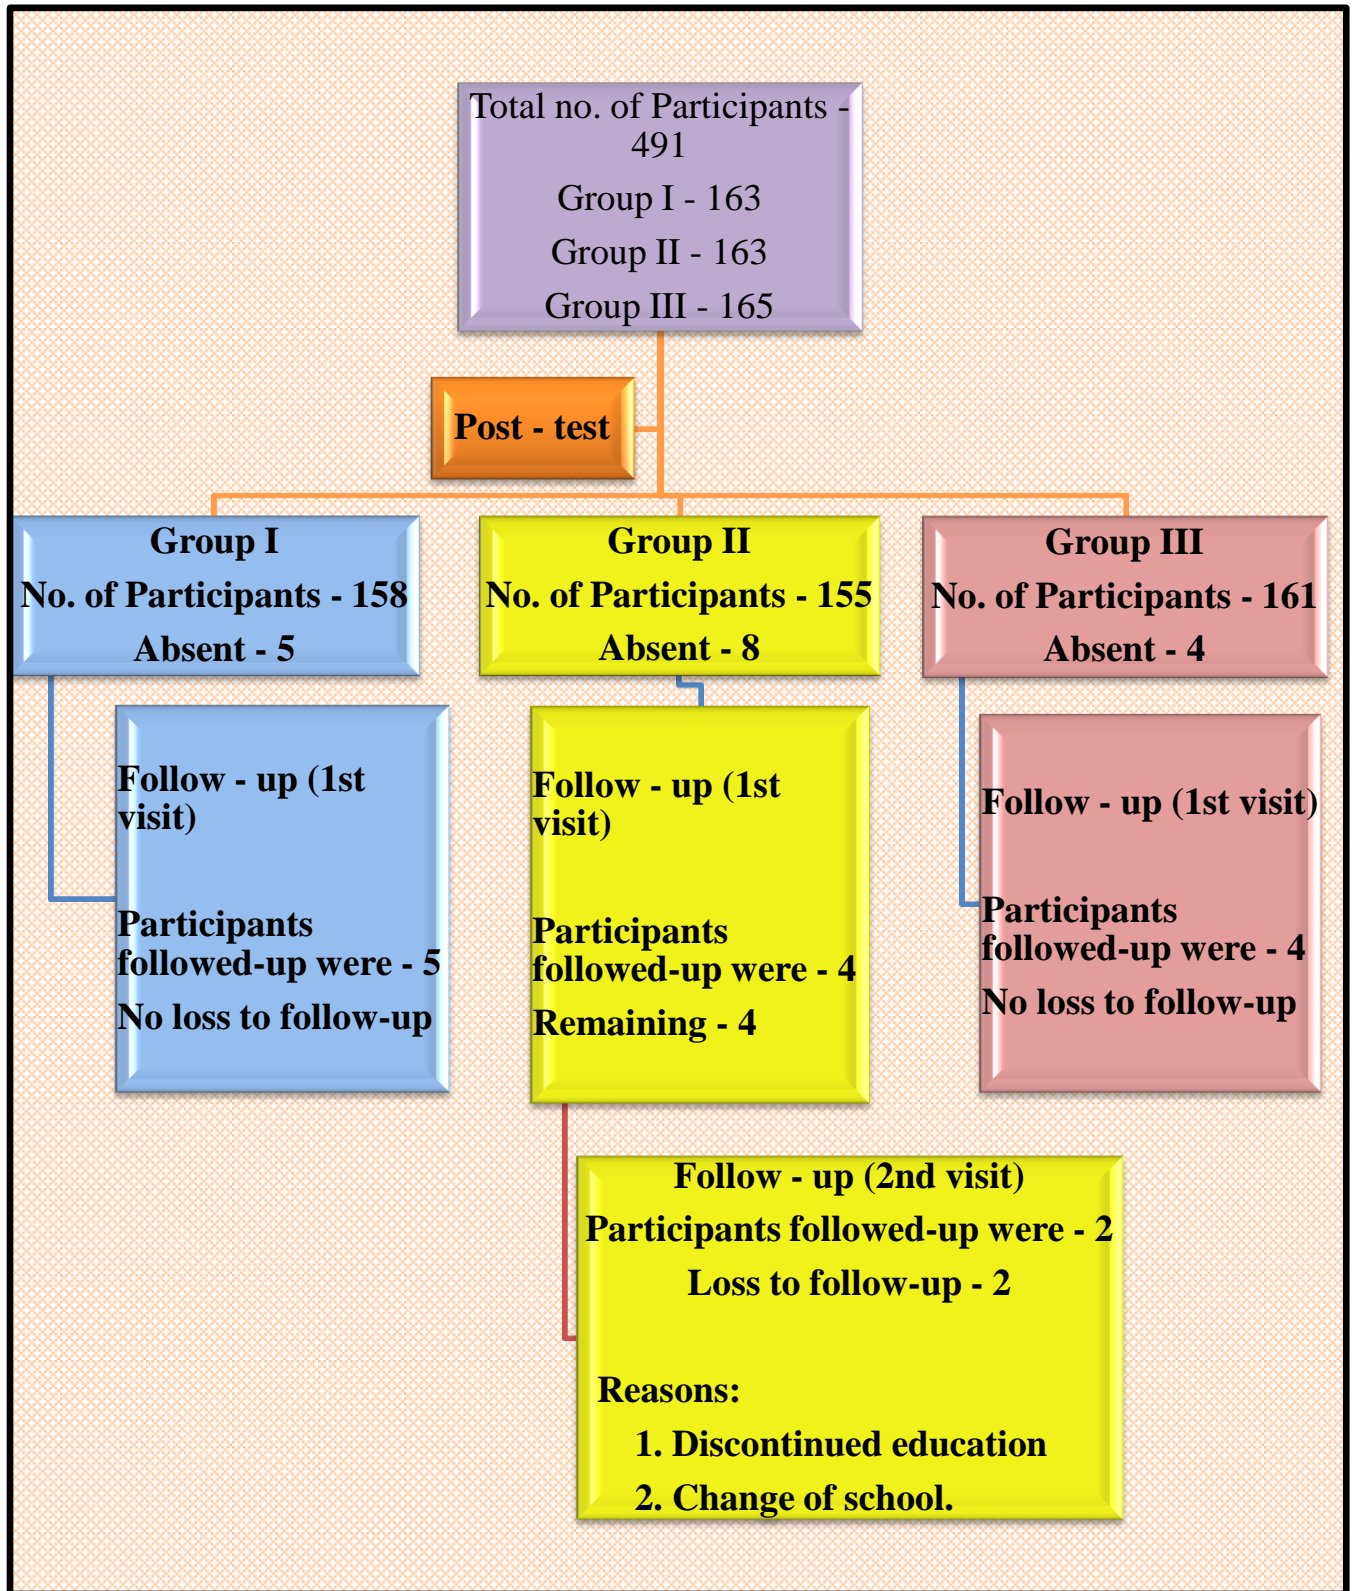 Total no. of Participants -
491
Group I - 163
Group II - 163
Group III - 165
Post - test
Group I
No. of Participants - 158
Absent - 5
Group II
No. of Participants - 155
Absent - 8
Group III
No. of Participants - 161
Absent - 4
Follow - up (1st
visit)
Participants
followed-up were - 5
No loss to follow-up
Follow - up (1st
visit)
Participants
followed-up were - 4
Remaining - 4
Follow - up (1st visit)
Participants
followed-up were - 4
No loss to follow-up
Follow - up (2nd visit)
Participants followed-up were - 2
Loss to follow-up - 2
Reasons:
1. Discontinued education
2. Change of school.